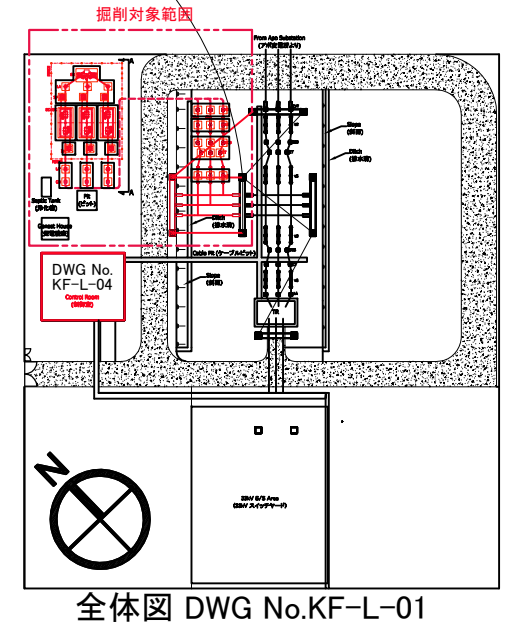 掘削対象範囲
From Apo Substation
(アポ変電所より)
Slope
(斜面)
Ditch
(排水溝)
A
A
Septic Tank
(浄化槽)
Pit
(ピット)
Ditch
(排水溝)
Cable Pit (ケーブルピット)
Slope
(斜面)
DWG No.
KF-L-04
Control Room
(制御室)
TR
N
33kV S/S Area
(33kV スイッチヤード)
全体図 DWG No.KF-L-01